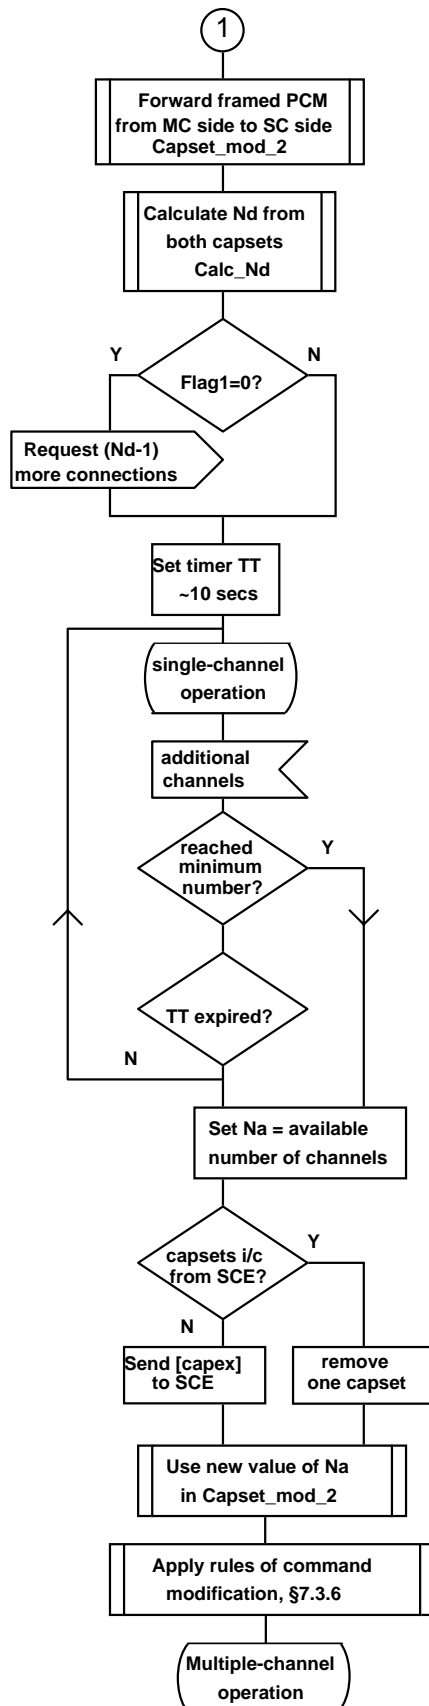 1
Forward framed PCM
from MC side to SC side
Capset_mod_2
Calculate Nd from
both capsets
Calc_Nd
Y
N
Flag1=0?
Request (Nd-1)
more connections
Set timer TT
~10 secs
single-channel
operation
additional
channels
reached
minimum
number?
Y
TT expired?
N
Set Na = available
number of channels
capsets i/c
from SCE?
Y
N
Send [capex]
to SCE
remove
one capset
Use new value of Na
in Capset_mod_2
Apply rules of command
modification, §7.3.6
Multiple-channel
operation